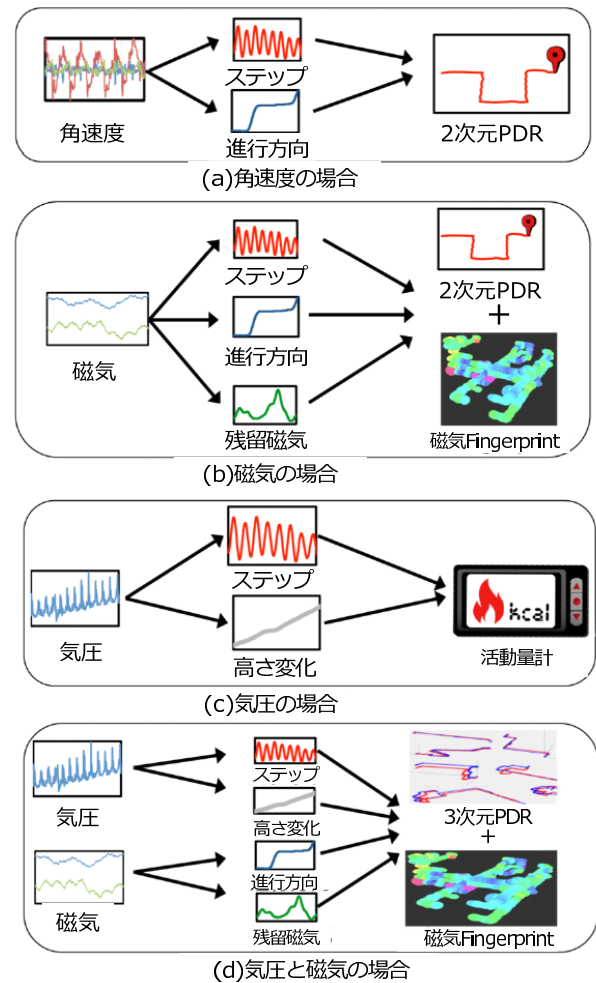 ステップ
角速度
進行方向
2次元PDR
(a)角速度の場合
ステップ
2次元PDR
+
進行方向
磁気
残留磁気
磁気Fingerprint
(b)磁気の場合
ステップ
kcal
気圧
高さ変化
活動量計
(c)気圧の場合
ステップ
気圧
高さ変化
3次元PDR
+
進行方向
磁気
残留磁気
磁気Fingerprint
(d)気圧と磁気の場合